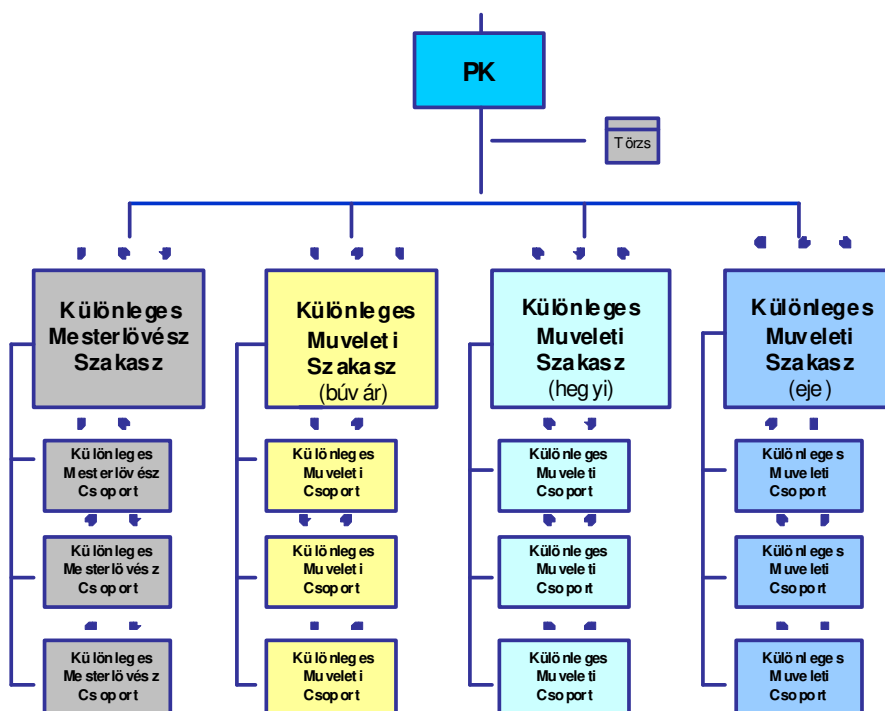 PK
Törzs
Különleges
Mesterlövész
Szakasz
Különleges
Muveleti
Szakasz
(búvár)
Különleges
Muveleti
Szakasz
(hegyi)
Különleges
Muveleti
Szakasz
(eje)
Különleges
Mesterlövész
Csoport
Különleges
Muveleti
Csoport
Különleges
Muveleti
Csoport
Különleges
Muveleti
Csoport
Különleges
Mesterlövész
Csoport
Különleges
Muveleti
Csoport
Különleges
Muveleti
Csoport
Különleges
Muveleti
Csoport
Különleges
Mesterlövész
Csoport
Különleges
Muveleti
Csoport
Különleges
Muveleti
Csoport
Különleges
Muveleti
Csoport